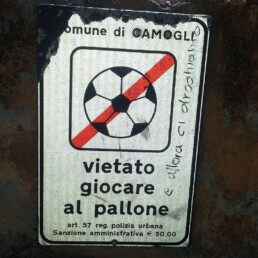 comune di CAMOGLI
vietato
giocare
al pallone
art. 57 reg. polizia urbana
Sanzione amministrativa € 50.00
e allora ci droghiamo